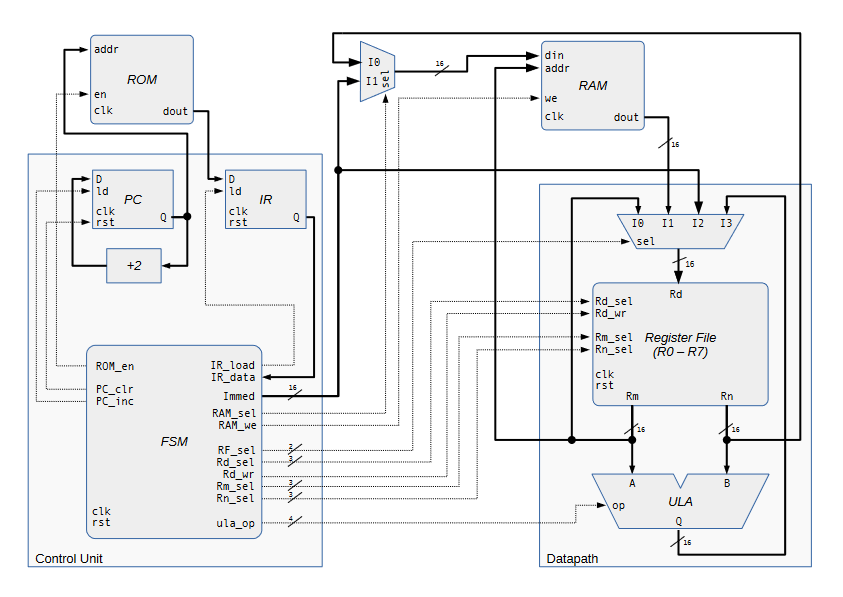 addr
ROM
en
clk
dout
I0
I1
sel
16
din
addr
RAM
we
clk
dout
16
D
ld
PC
clk
rst
Q
D
ld
IR
clk
rst
Q
+2
I0
I1
I2
I3
sel
16
Rd
Rd_sel
Rd_wr
Register File
(R0 – R7)
Rm_sel
Rn_sel
clk
rst
Rm
Rn
16
16
ROM_en
PC_clr
PC_inc
FSM
clk
rst
IR_load
IR_data
Immed
16
RAM_sel
RAM_we
RF_sel
2
Rd_sel
3
Rd_wr
Rm_sel
3
Rn_sel
3
ula_op
4
A
B
op
ULA
Q
16
Control Unit
Datapath